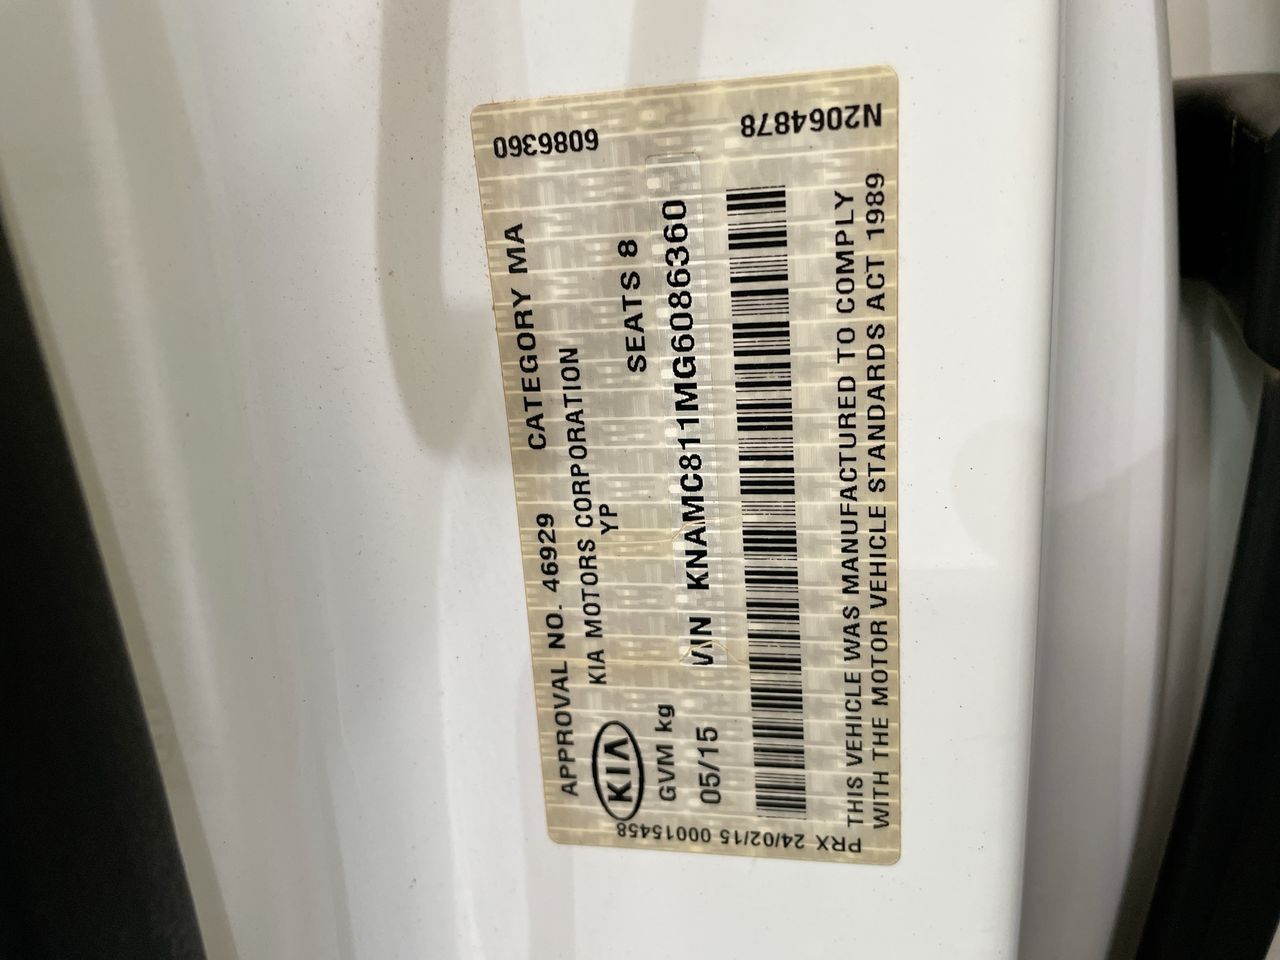 APPROVAL NO. 46929 CATEGORY MA
KIA MOTORS CORPORATION
KIA YP
GVM kg SEATS 8
05/15 VIN KNAMC811MG6086360
THIS VEHICLE WAS MANUFACTURED TO COMPLY
WITH THE MOTOR VEHICLE STANDARDS ACT 1989
PRX 24/02/15 00015458
6086360
N2064878